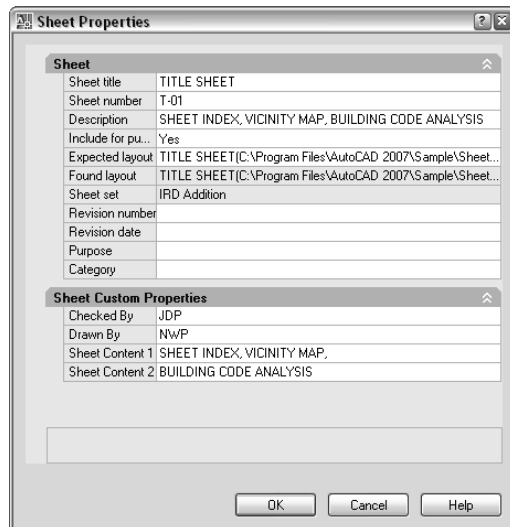 Sheet Properties
Sheet
Sheet title TITLE SHEET
Sheet number T-01
Description SHEET INDEX, VICINITY MAP, BUILDING CODE ANALYSIS
Include for pu... Yes
Expected layout TITLE SHEET(C:\Program Files\AutoCAD 2007\Sample\Sheet...
Found layout TITLE SHEET(C:\Program Files\AutoCAD 2007\Sample\Sheet...
Sheet set IRD Addition
Revision number
Revision date
Purpose
Category
Sheet Custom Properties
Checked By JDP
Drawn By NWP
Sheet Content 1 SHEET INDEX, VICINITY MAP,
Sheet Content 2 BUILDING CODE ANALYSIS
OK Cancel Help